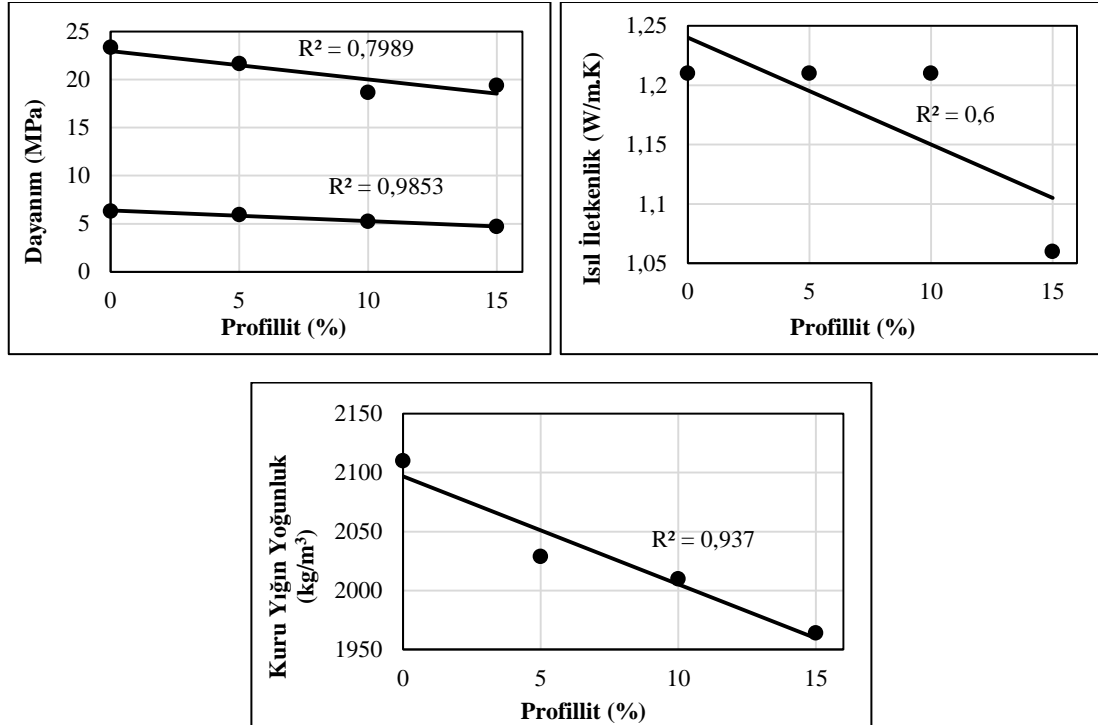 Dayanım (MPa)
25
20
15
10
5
0
R² = 0,7989
R² = 0,9853
0 5 10 15
Profillit (%)
Isıl İletkenlik (W/m.K)
1,25
1,2
1,15
1,1
1,05
R² = 0,6
0 5 10 15
Profillit (%)
Kuru Yığın Yoğunluk
(kg/m³)
2150
2100
2050
2000
1950
R² = 0,937
0 5 10 15
Profillit (%)